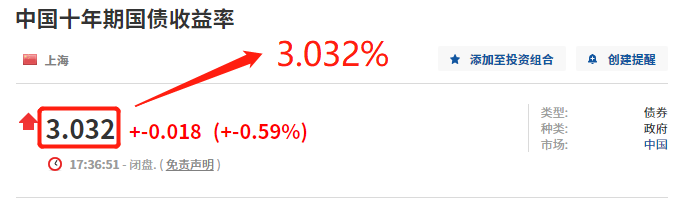 中国十年期国债收益率
上海
3.032%
添加至投资组合
创建提醒
3.032 +-0.018 (+-0.59%)
17:36:51 - 闭盘. ( 免责声明 )
类型: 债券
种类: 政府
市场: 中国